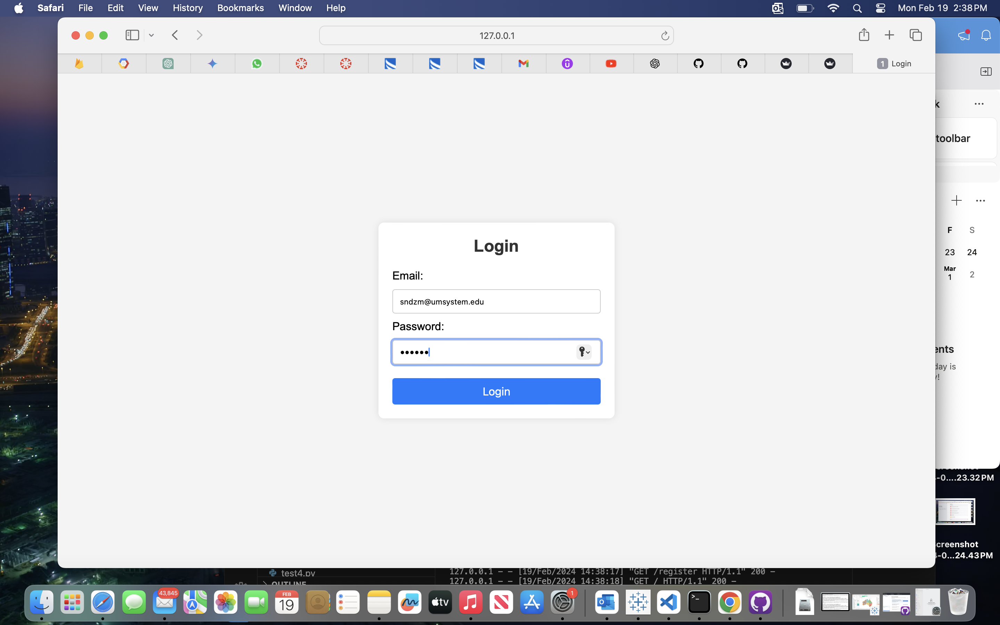 Safari File Edit View History Bookmarks Window Help Mon Feb 19 2:38 PM
127.0.0.1
1 Login
k
toolbar
F S
23 24
Mar
1 2
Login
Email:
sndzm@umsystem.edu
Password:
••••••
Login
ents
day is
y!
-0....23.32 PM
creenshot
-0...24.43 PM
test4.py
OUTLINE
127.0.0.1 - - [19/Feb/2024 14:38:17] "GET /register HTTP/1.1" 200 -
127.0.0.1 - - [19/Feb/2024 14:38:18] "GET / HTTP/1.1" 200 -
43,845
FEB
19
tv
1